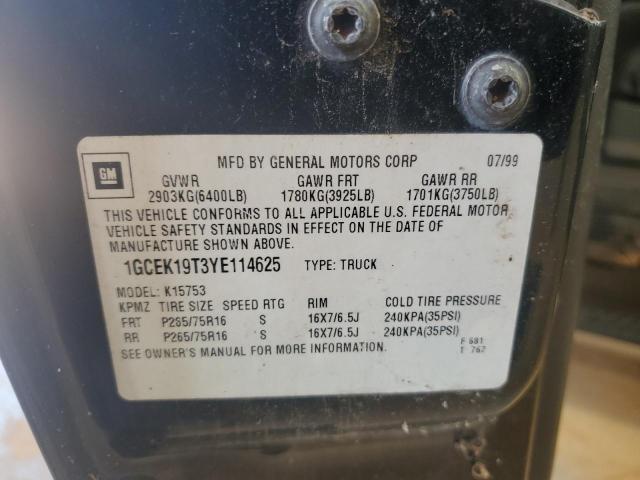 MFD BY GENERAL MOTORS CORP 07/99
GM
GVWR GAWR FRT GAWR RR
2903KG(6400LB) 1780KG(3925LB) 1701KG(3750LB)
THIS VEHICLE CONFORMS TO ALL APPLICABLE U.S. FEDERAL MOTOR
VEHICLE SAFETY STANDARDS IN EFFECT ON THE DATE OF
MANUFACTURE SHOWN ABOVE.
1GCEK19T3YE114625 TYPE: TRUCK
MODEL: K15753
KPMZ TIRE SIZE SPEED RTG RIM COLD TIRE PRESSURE
FRT P265/75R16 S 16X7/6.5J 240KPA(35PSI)
RR P265/75R16 S 16X7/6.5J 240KPA(35PSI)
SEE OWNER'S MANUAL FOR MORE INFORMATION.
F 681
T 762